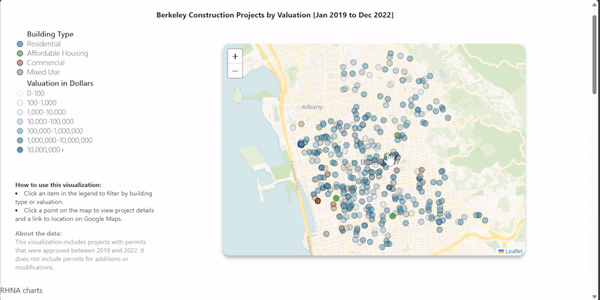 Berkeley Construction Projects by Valuation [Jan 2019 to Dec 2022]
Building Type
Residential
Affordable Housing
Commercial
Mixed Use
Valuation in Dollars
0-100
100-1,000
1,000-10,000
10,000-100,000
100,000-1,000,000
1,000,000-10,000,000
10,000,000+
How to use this visualization:
• Click an item in the legend to filter by building
type or valuation.
• Click a point on the map to view project details
and a link to location on Google Maps.
About the data:
This visualization includes projects with permits
that were approved between 2019 and 2022. It
does not include permits for additions or
modifications.
+
−
Albany
Leaflet
RHNA charts